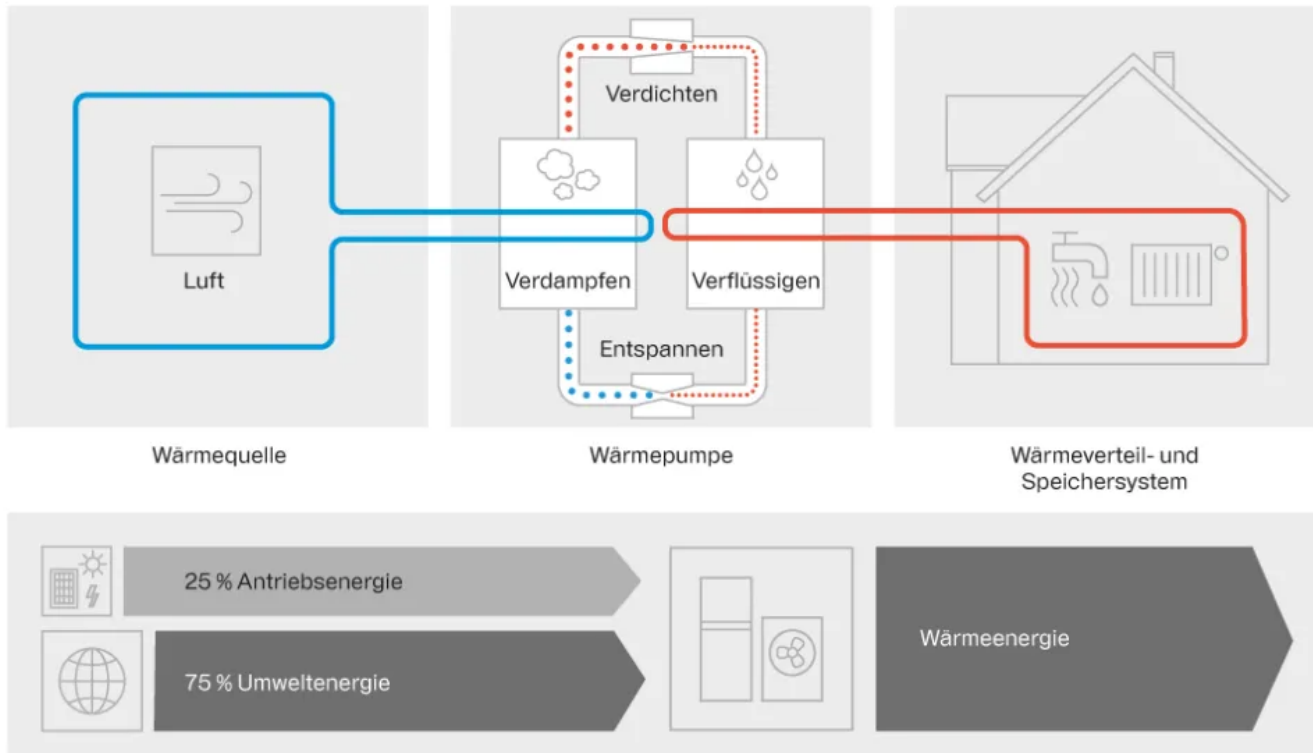 Verdichten
Luft
Verdampfen
Verflüssigen
Entspannen
Wärmequelle
Wärmepumpe
Wärmeverteil- und
Speichersystem
25 % Antriebsenergie
75 % Umweltenergie
Wärmeenergie